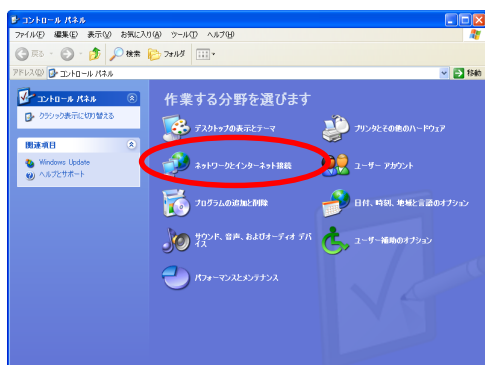 コントロール パネル
ファイル(F) 編集(E) 表示(V) お気に入り(A) ツール(T) ヘルプ(H)
戻る 検索 フォルダ
アドレス(D) コントロール パネル 移動
コントロール パネル
クラシック表示に切り替える
関連項目
Windows Update
ヘルプとサポート
作業する分野を選びます
デスクトップの表示とテーマ
プリンタとその他のハードウェア
ネットワークとインターネット接続
ユーザー アカウント
プログラムの追加と削除
日付、時刻、地域と言語のオプション
サウンド、音声、およびオーディオ デバ
イス
ユーザー補助のオプション
パフォーマンスとメンテナンス